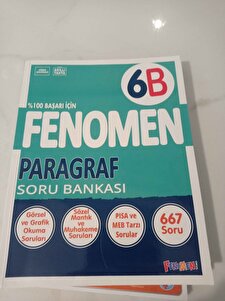 6B
%100 BAŞARI İÇİN
FENOMEN
PARAGRAF
SORU BANKASI
Görsel
ve Grafik
Okuma
Soruları
Sözel
Mantık ve
Muhakeme
Soruları
PISA ve
MEB Tarzı
Sorular
667
Soru
FENOMEN